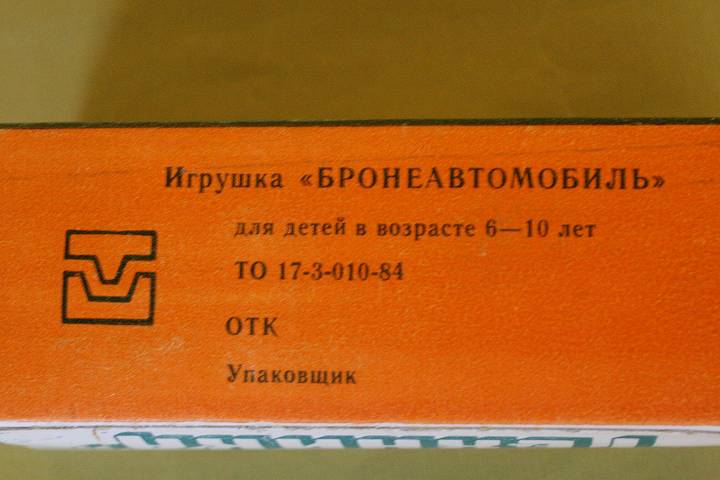 Игрушка «БРОНЕАВТОМОБИЛЬ»
для детей в возрасте 6—10 лет
ТО 17-3-010-84
ОТК
Упаковщик